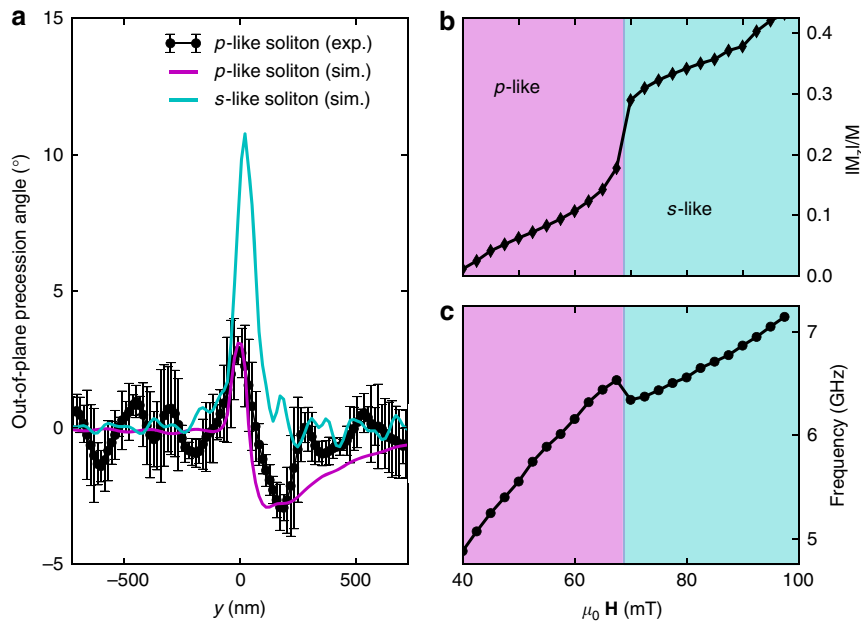 a
15
10
5
0
−5
Out-of-plane precession angle (°)
p-like soliton (exp.)
p-like soliton (sim.)
s-like soliton (sim.)
−500
0
500
y (nm)
b
p-like
s-like
0.4
0.3
0.2
0.1
0.0
|M_z|/M
c
7
6
5
Frequency (GHz)
40
60
80
100
μ₀ H (mT)